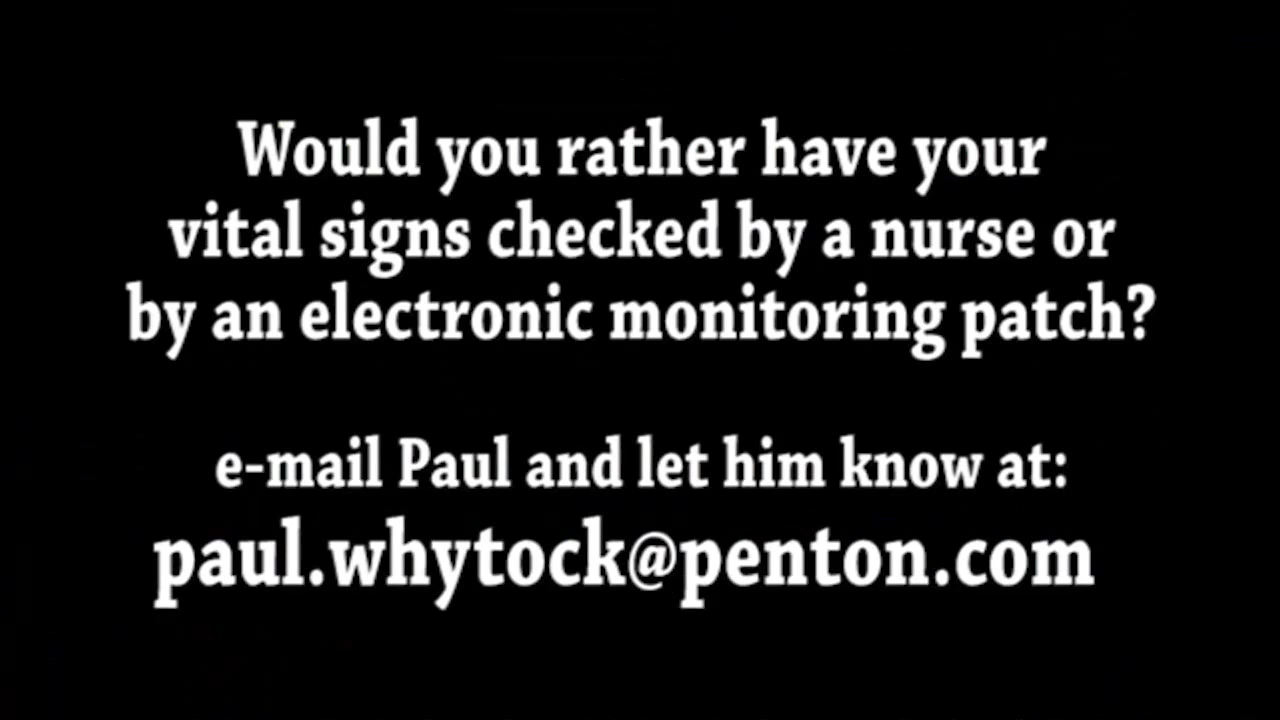 Would you rather have your
vital signs checked by a nurse or
by an electronic monitoring patch?
e-mail Paul and let him know at:
paul.whytock@penton.com